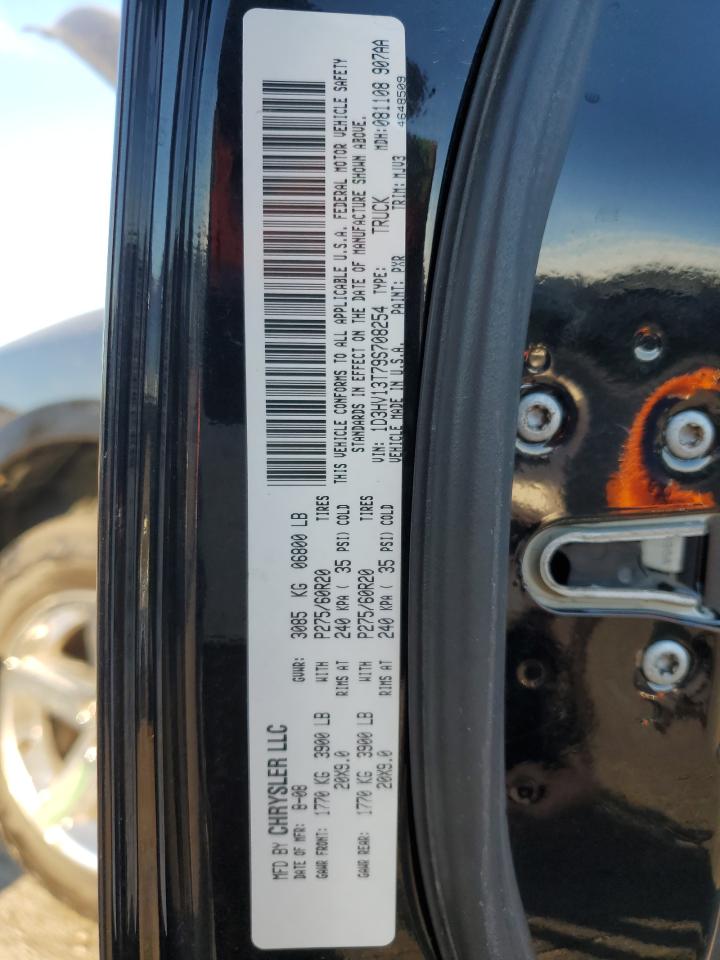 MFD BY CHRYSLER LLC
DATE OF MFR: 8-08 GVWR: 3085 KG 06800 LB
GAWR FRONT: 1770 KG 3900 LB WITH P275/60R20 TIRES
20X9.0 RIMS AT 240 KPA ( 35 PSI) COLD
GAWR REAR: 1770 KG 3900 LB WITH P275/60R20 TIRES
20X9.0 RIMS AT 240 KPA ( 35 PSI) COLD
THIS VEHICLE CONFORMS TO ALL APPLICABLE U.S.A. FEDERAL MOTOR VEHICLE SAFETY
STANDARDS IN EFFECT ON THE DATE OF MANUFACTURE SHOWN ABOVE.
VIN: 1D3HV13T79S708254 TYPE: TRUCK MDH:081108 907AA
VEHICLE MADE IN U.S.A. PAINT: PXR TRIM: MJV3 4648509